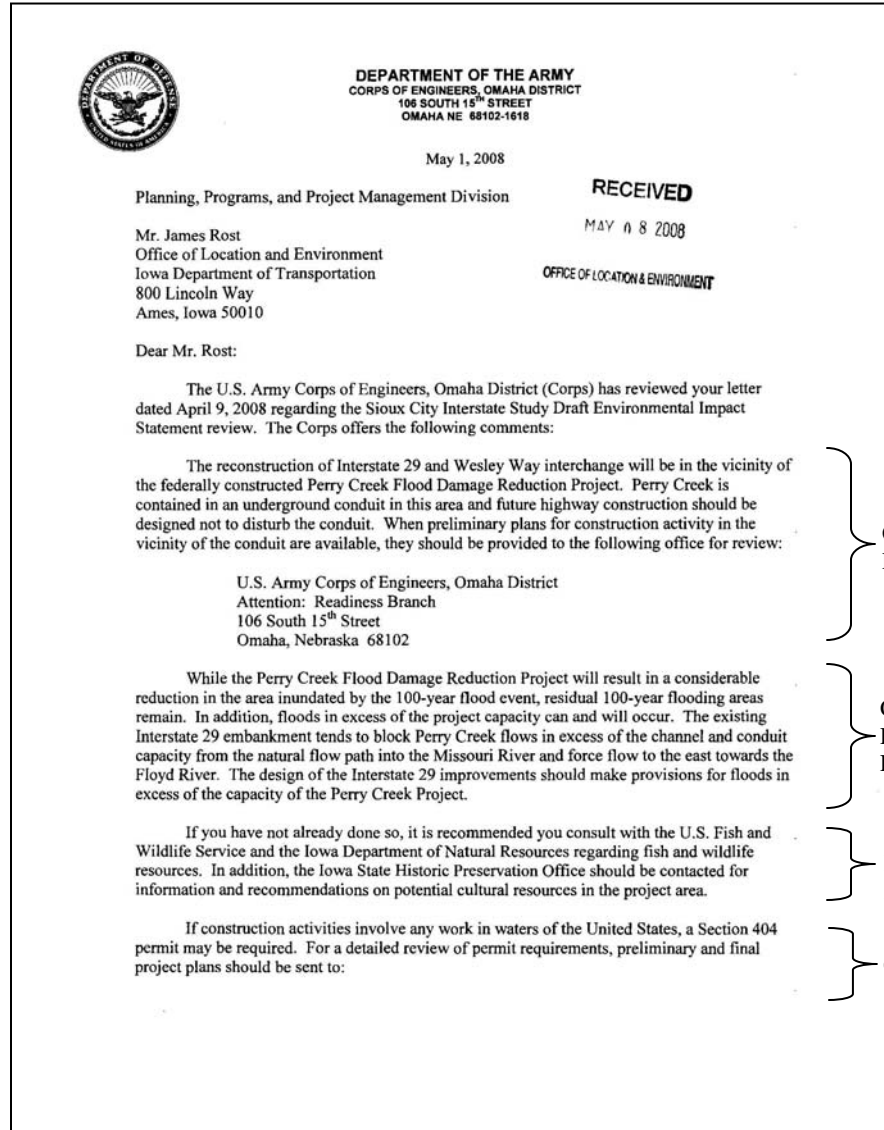 DEPARTMENT OF DEFENSE
UNITED STATES OF AMERICA
DEPARTMENT OF THE ARMY
CORPS OF ENGINEERS, OMAHA DISTRICT
106 SOUTH 15TH STREET
OMAHA NE 68102-1618
May 1, 2008
Planning, Programs, and Project Management Division
RECEIVED
MAY 0 8 2008
OFFICE OF LOCATION & ENVIRONMENT
Mr. James Rost
Office of Location and Environment
Iowa Department of Transportation
800 Lincoln Way
Ames, Iowa 50010
Dear Mr. Rost:
The U.S. Army Corps of Engineers, Omaha District (Corps) has reviewed your letter
dated April 9, 2008 regarding the Sioux City Interstate Study Draft Environmental Impact
Statement review. The Corps offers the following comments:
The reconstruction of Interstate 29 and Wesley Way interchange will be in the vicinity of
the federally constructed Perry Creek Flood Damage Reduction Project. Perry Creek is
contained in an underground conduit in this area and future highway construction should be
designed not to disturb the conduit. When preliminary plans for construction activity in the
vicinity of the conduit are available, they should be provided to the following office for review:
U.S. Army Corps of Engineers, Omaha District
Attention: Readiness Branch
106 South 15th Street
Omaha, Nebraska 68102
While the Perry Creek Flood Damage Reduction Project will result in a considerable
reduction in the area inundated by the 100-year flood event, residual 100-year flooding areas
remain. In addition, floods in excess of the project capacity can and will occur. The existing
Interstate 29 embankment tends to block Perry Creek flows in excess of the channel and conduit
capacity from the natural flow path into the Missouri River and force flow to the east towards the
Floyd River. The design of the Interstate 29 improvements should make provisions for floods in
excess of the capacity of the Perry Creek Project.
If you have not already done so, it is recommended you consult with the U.S. Fish and
Wildlife Service and the Iowa Department of Natural Resources regarding fish and wildlife
resources. In addition, the Iowa State Historic Preservation Office should be contacted for
information and recommendations on potential cultural resources in the project area.
If construction activities involve any work in waters of the United States, a Section 404
permit may be required. For a detailed review of permit requirements, preliminary and final
project plans should be sent to: